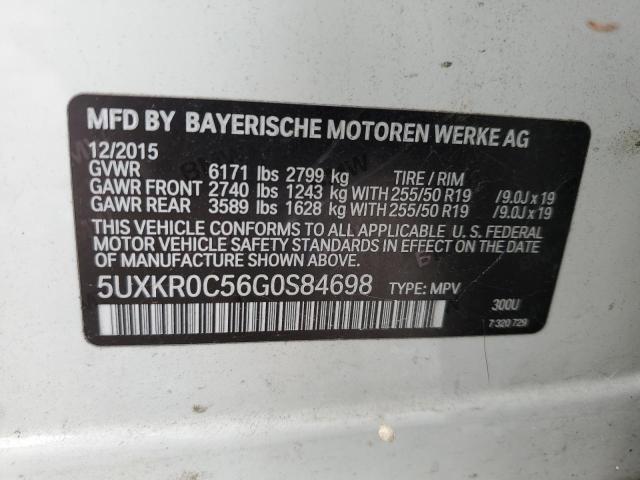 MFD BY BAYERISCHE MOTOREN WERKE AG
12/2015
GVWR 6171 lbs 2799 kg TIRE / RIM
GAWR FRONT 2740 lbs 1243 kg WITH 255/50 R19 /9.0J x 19
GAWR REAR 3589 lbs 1628 kg WITH 255/50 R19 /9.0J x 19
THIS VEHICLE CONFORMS TO ALL APPLICABLE U. S. FEDERAL
MOTOR VEHICLE SAFETY STANDARDS IN EFFECT ON THE DATE
OF MANUFACTURE SHOWN ABOVE.
5UXKR0C56G0S84698 TYPE: MPV
300U
7 320 729